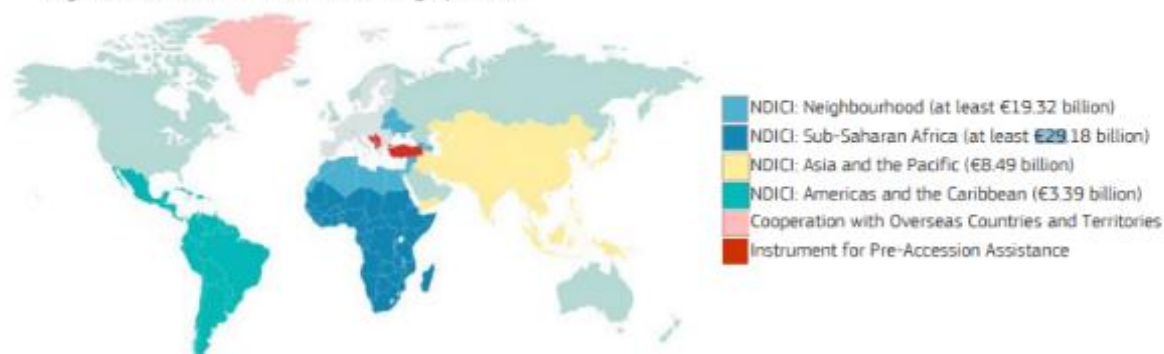 NDICI: Neighbourhood (at least €19.32 billion)
NDICI: Sub-Saharan Africa (at least €29.18 billion)
NDICI: Asia and the Pacific (€8.49 billion)
NDICI: Americas and the Caribbean (€3.39 billion)
Cooperation with Overseas Countries and Territories
Instrument for Pre-Accession Assistance